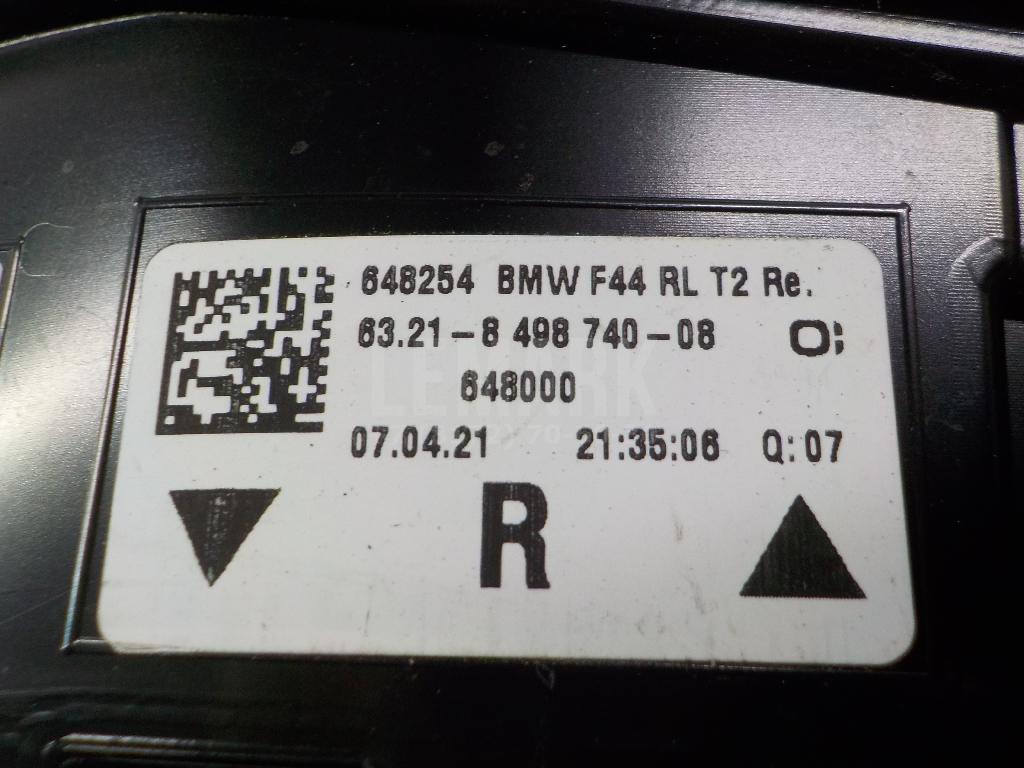 648254 BMW F44 RL T2 Re.
63.21-8 498 740-08 O;
648000
07.04.21 21:35:06 Q:07
R
LEMARK